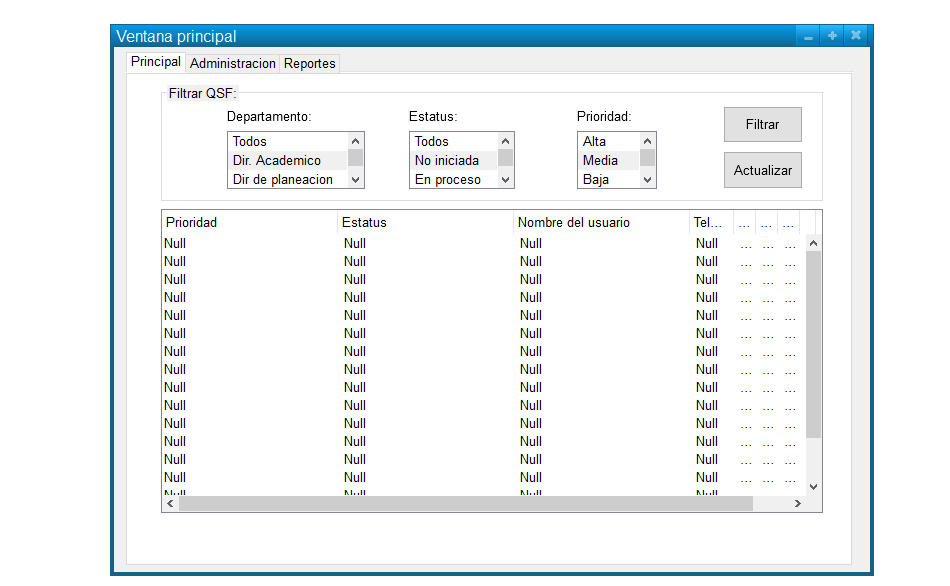 Ventana principal
Principal Administracion Reportes
Filtrar QSF:
Departamento: Estatus: Prioridad:
Todos Todos Alta Filtrar
Dir. Academico No iniciada Media
Dir de planeacion En proceso Baja Actualizar
Prioridad Estatus Nombre del usuario Tel... ... ... ...
Null Null Null Null ... ... ...
Null Null Null Null ... ... ...
Null Null Null Null ... ... ...
Null Null Null Null ... ... ...
Null Null Null Null ... ... ...
Null Null Null Null ... ... ...
Null Null Null Null ... ... ...
Null Null Null Null ... ... ...
Null Null Null Null ... ... ...
Null Null Null Null ... ... ...
Null Null Null Null ... ... ...
Null Null Null Null ... ... ...
Null Null Null Null ... ... ...
Null Null Null Null ... ... ...
Null Null Null Null